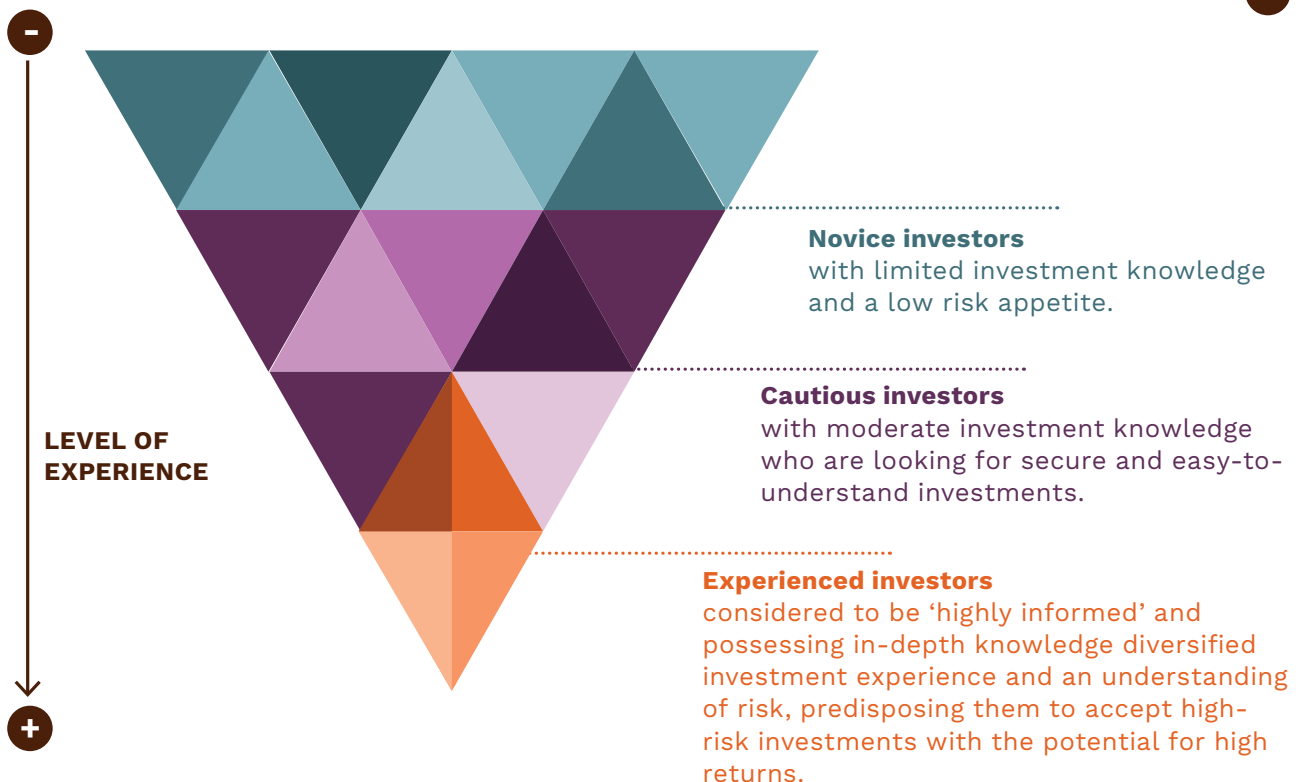 -
Novice investors
with limited investment knowledge
and a low risk appetite.
Cautious investors
with moderate investment knowledge
who are looking for secure and easy-to-
understand investments.
LEVEL OF
EXPERIENCE
Experienced investors
considered to be ‘highly informed’ and
possessing in-depth knowledge diversified
investment experience and an understanding
of risk, predisposing them to accept high-
risk investments with the potential for high
returns.
+